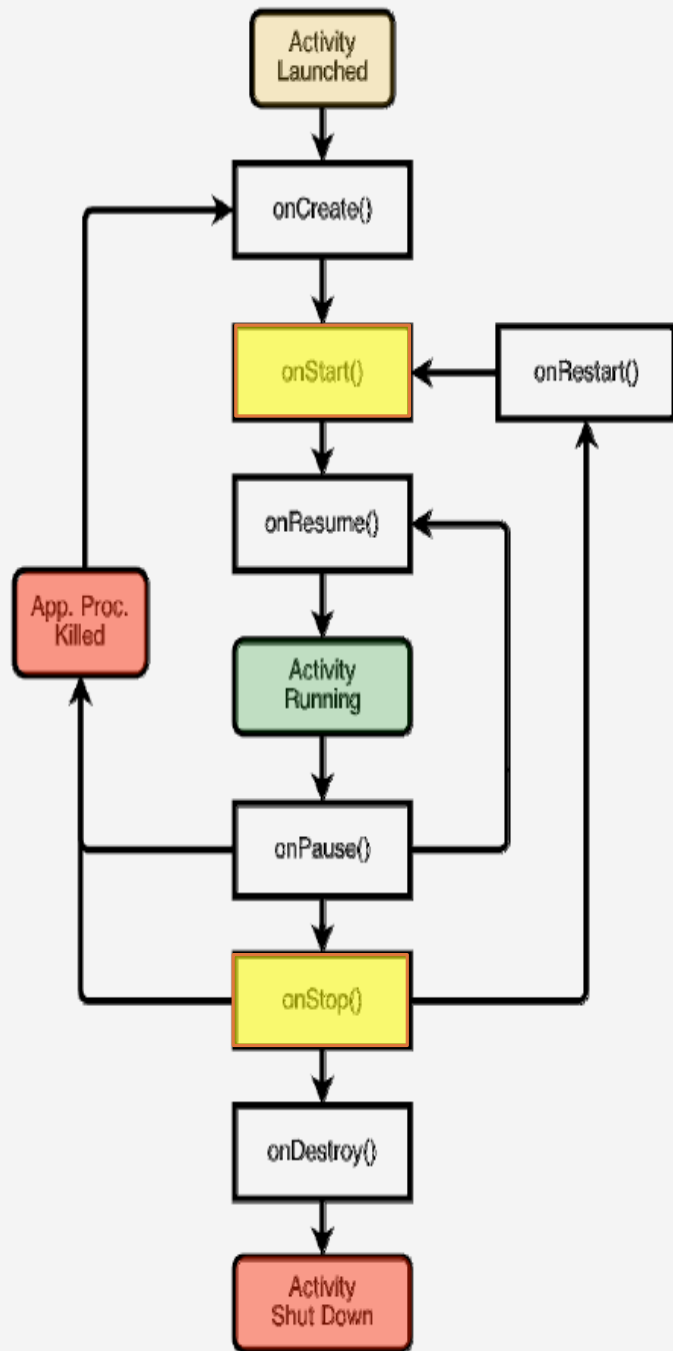 Activity
Launched
onCreate()
onStart()
onRestart()
onResume()
App. Proc.
Killed
Activity
Running
onPause()
onStop()
onDestroy()
Activity
Shut Down